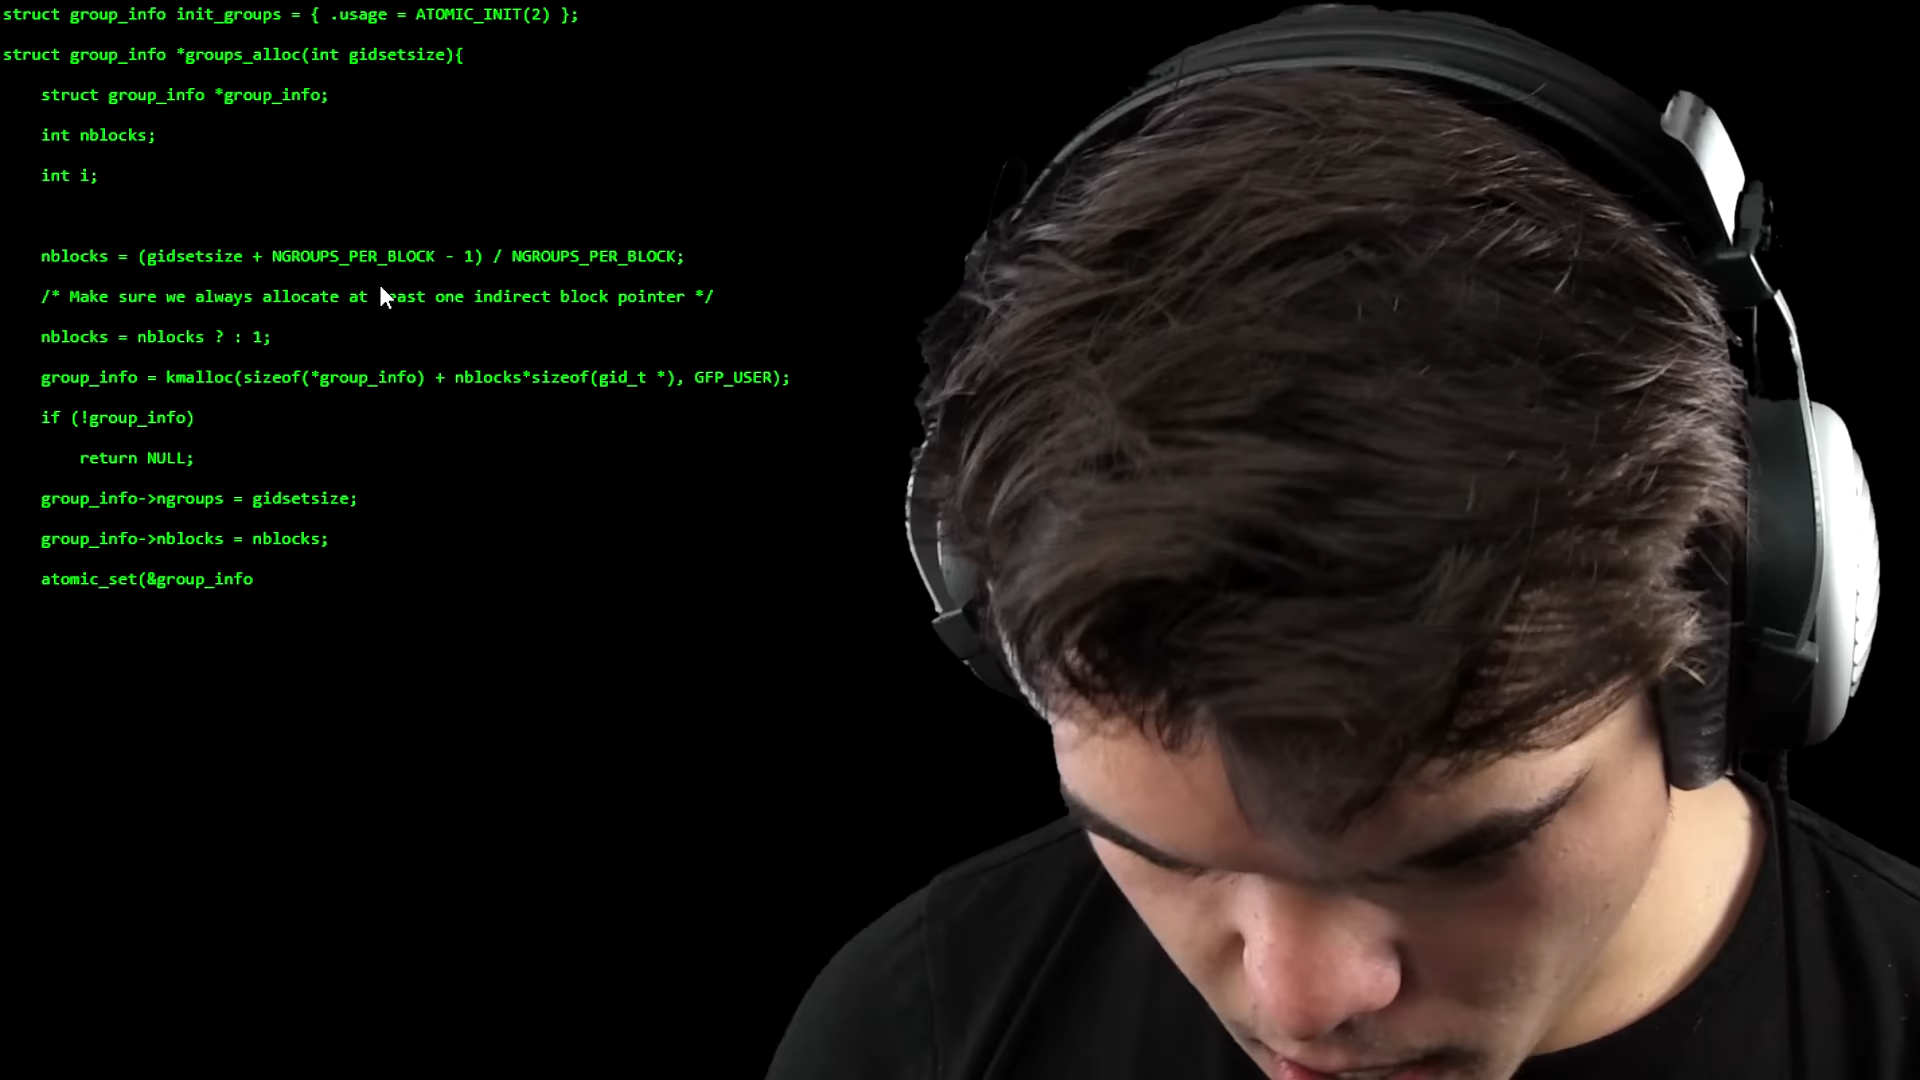 struct group_info init_groups = { .usage = ATOMIC_INIT(2) };
struct group_info *groups_alloc(int gidsetsize){
    struct group_info *group_info;
    int nblocks;
    int i;
    nblocks = (gidsetsize + NGROUPS_PER_BLOCK - 1) / NGROUPS_PER_BLOCK;
    /* Make sure we always allocate at least one indirect block pointer */
    nblocks = nblocks ? : 1;
    group_info = kmalloc(sizeof(*group_info) + nblocks*sizeof(gid_t *), GFP_USER);
    if (!group_info)
        return NULL;
    group_info->ngroups = gidsetsize;
    group_info->nblocks = nblocks;
    atomic_set(&group_info